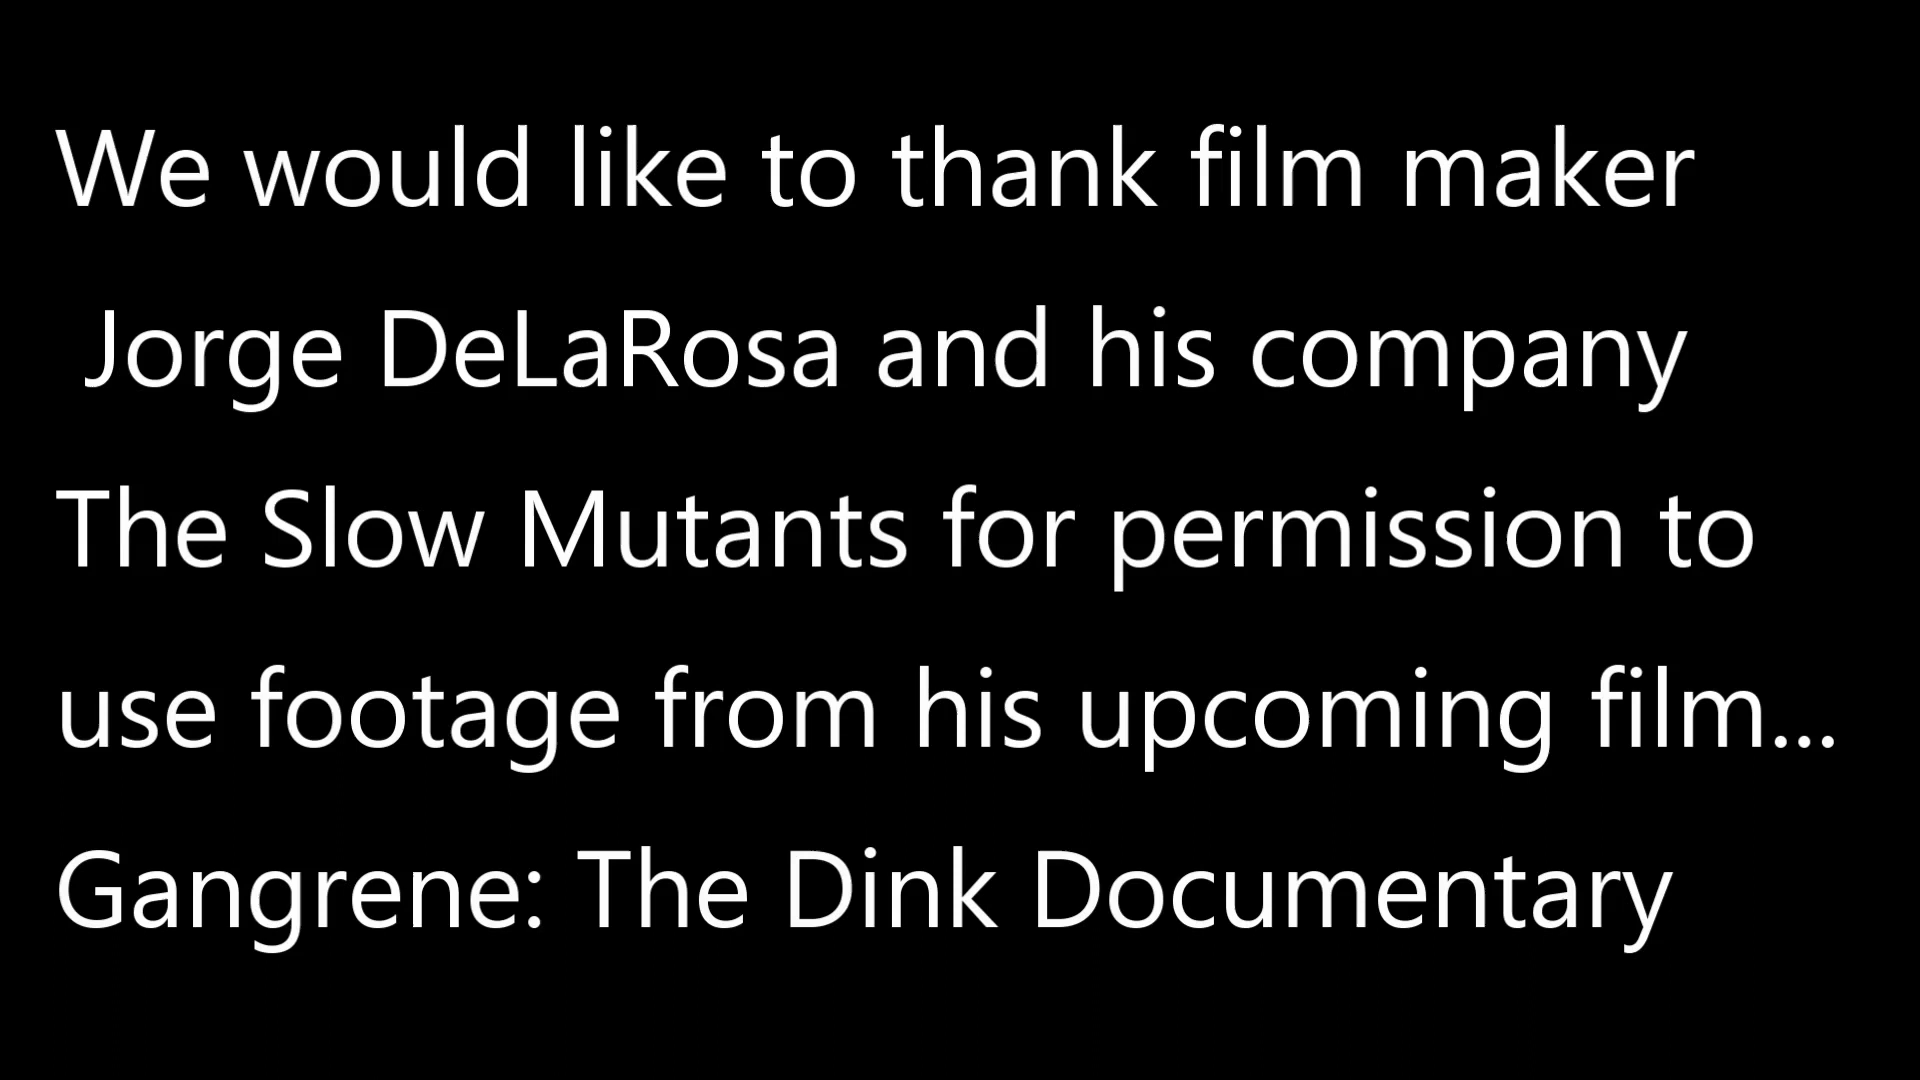 We would like to thank film maker
Jorge DeLaRosa and his company
The Slow Mutants for permission to
use footage from his upcoming film...
Gangrene: The Dink Documentary